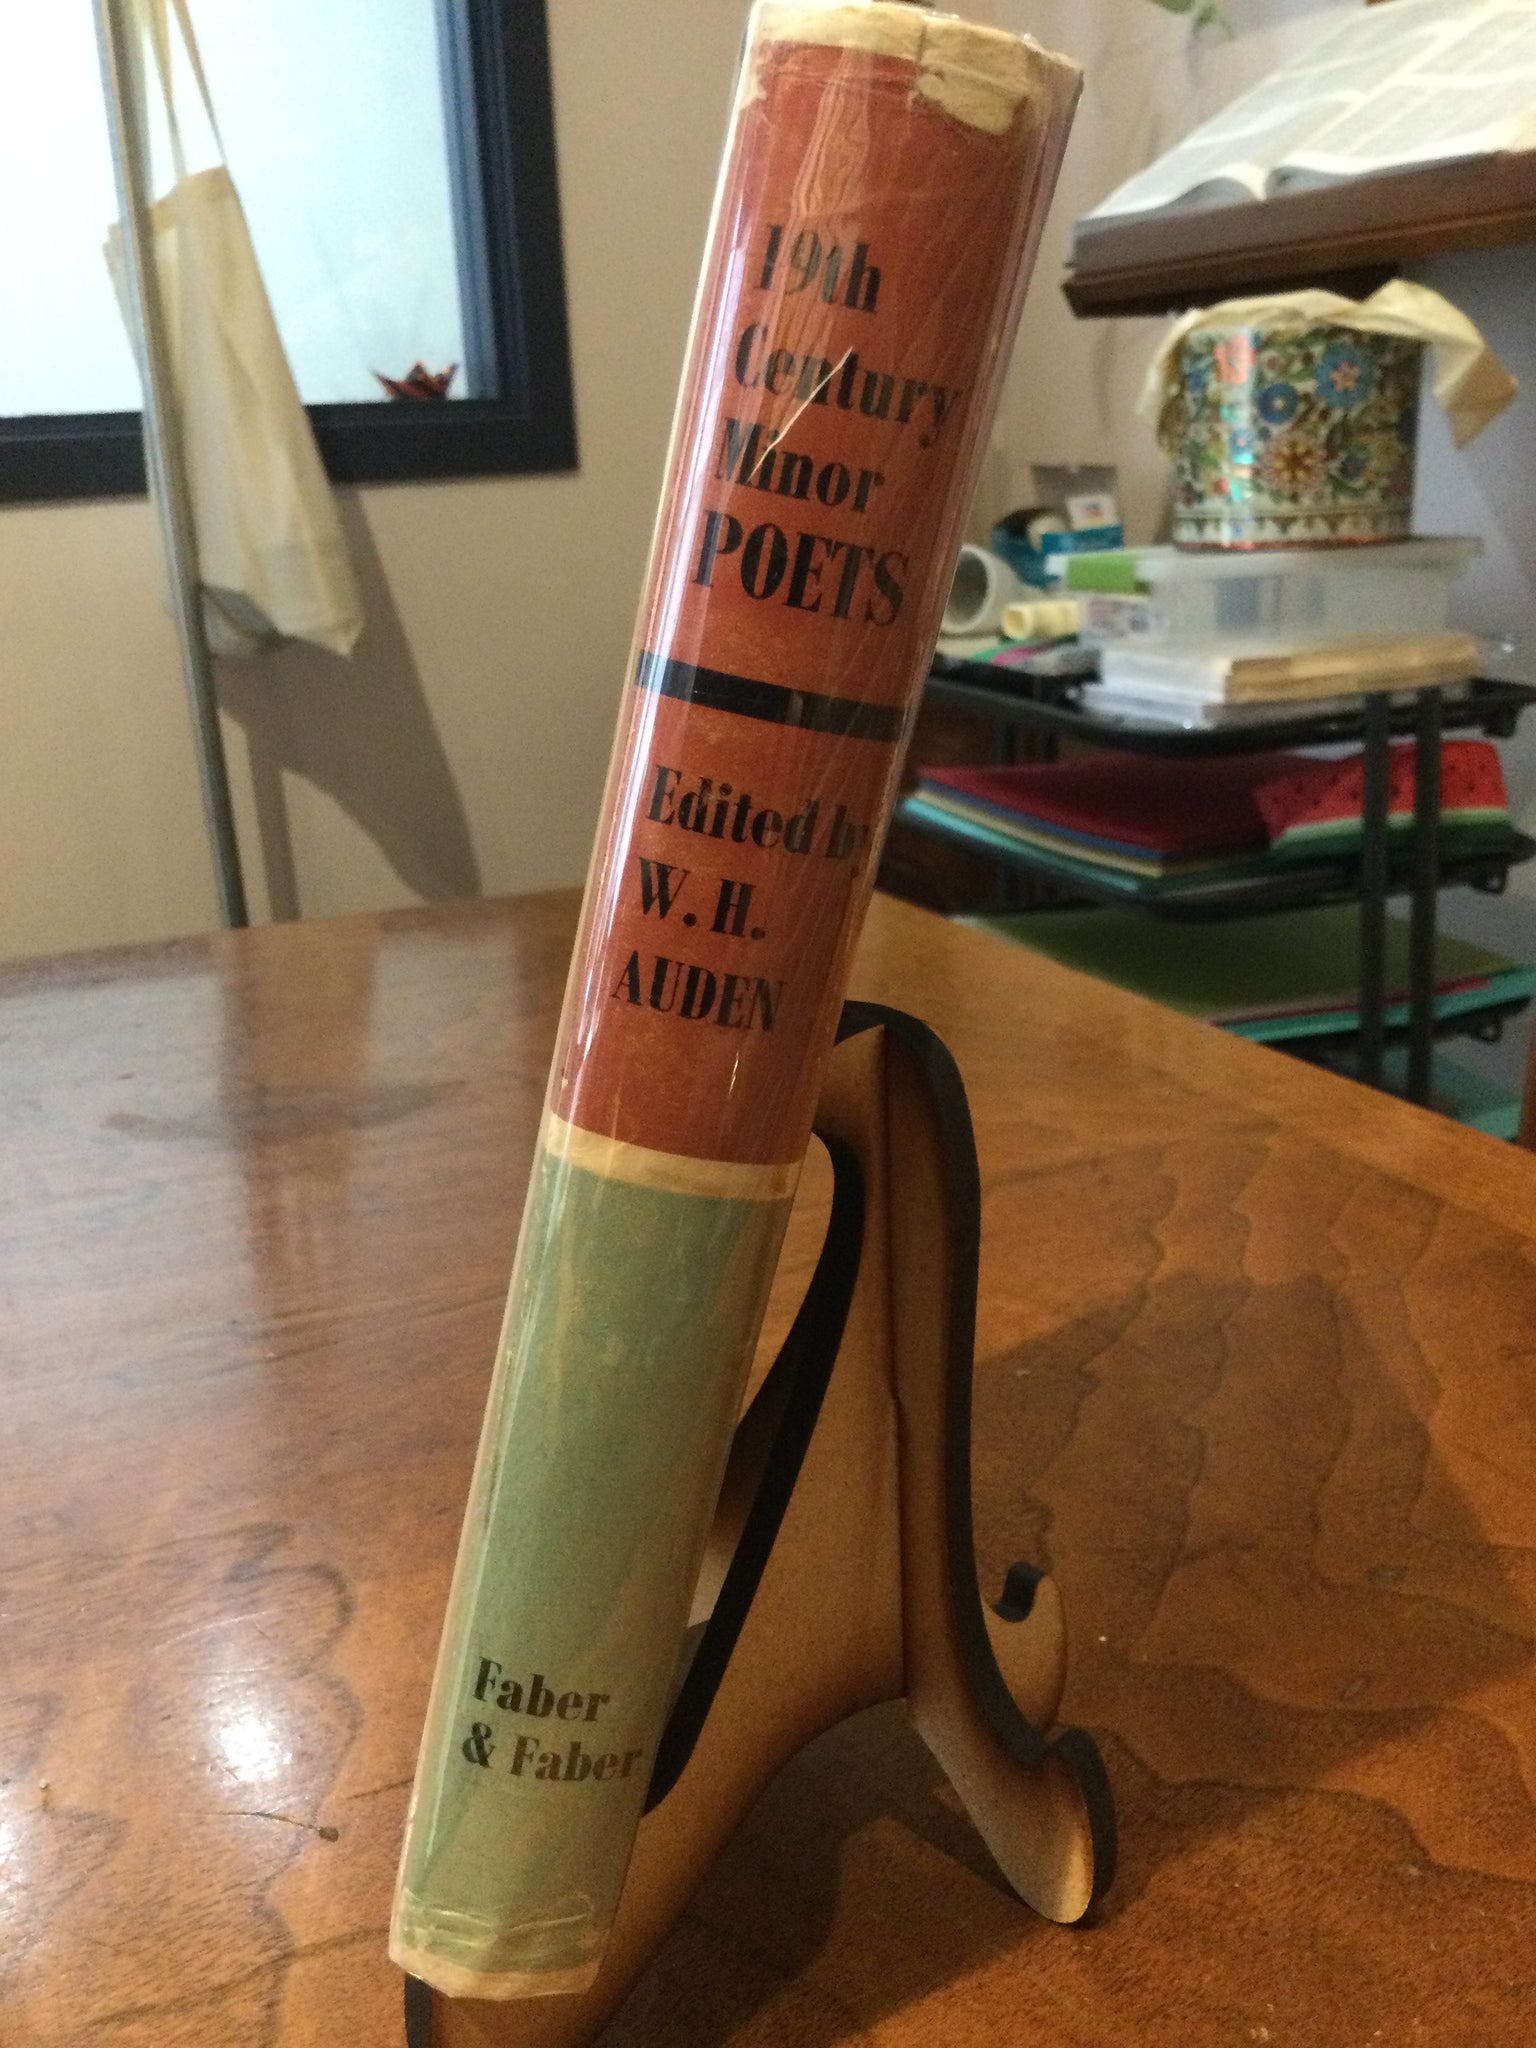 19th
Century
Minor
POETS
Edited by
W. H.
AUDEN
Faber
& Faber